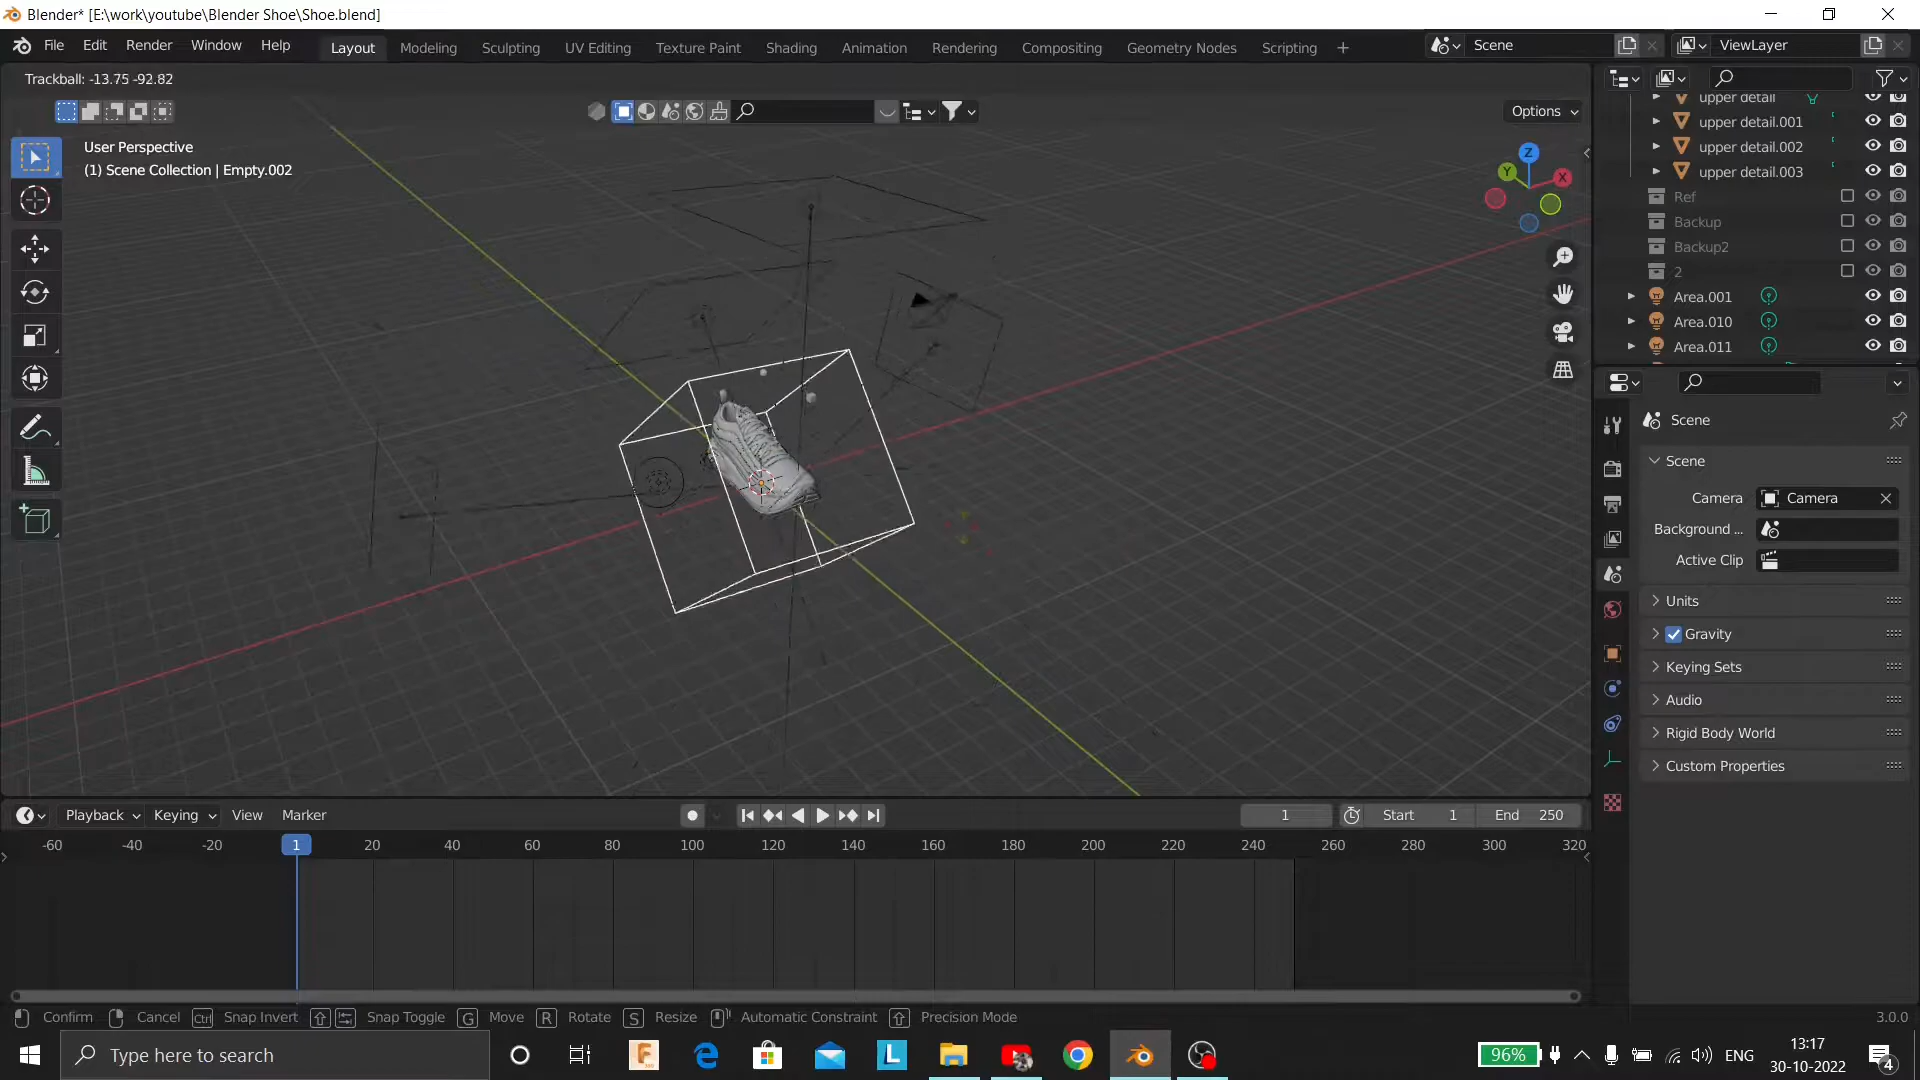 Blender* [E:\work\youtube\Blender Shoe\Shoe.blend]
File Edit Render Window Help Layout Modeling Sculpting UV Editing Texture Paint Shading Animation Rendering Compositing Geometry Nodes Scripting + Scene ViewLayer
Trackball: -13.75 -92.82
Options
User Perspective
(1) Scene Collection | Empty.002
Z
Y
X
upper detail
upper detail.001
upper detail.002
upper detail.003
Ref
Backup
Backup2
2
Area.001
Area.010
Area.011
Scene
Scene
Camera Camera
Background ...
Active Clip
Units
Gravity
Keying Sets
Audio
Rigid Body World
Custom Properties
Playback Keying View Marker 1 Start 1 End 250
-60 -40 -20 1 20 40 60 80 100 120 140 160 180 200 220 240 260 280 300 320
Confirm Cancel Ctrl Snap Invert Snap Toggle G Move R Rotate S Resize Automatic Constraint Precision Mode 3.0.0
Type here to search
96% ENG
13:17
30-10-2022
4